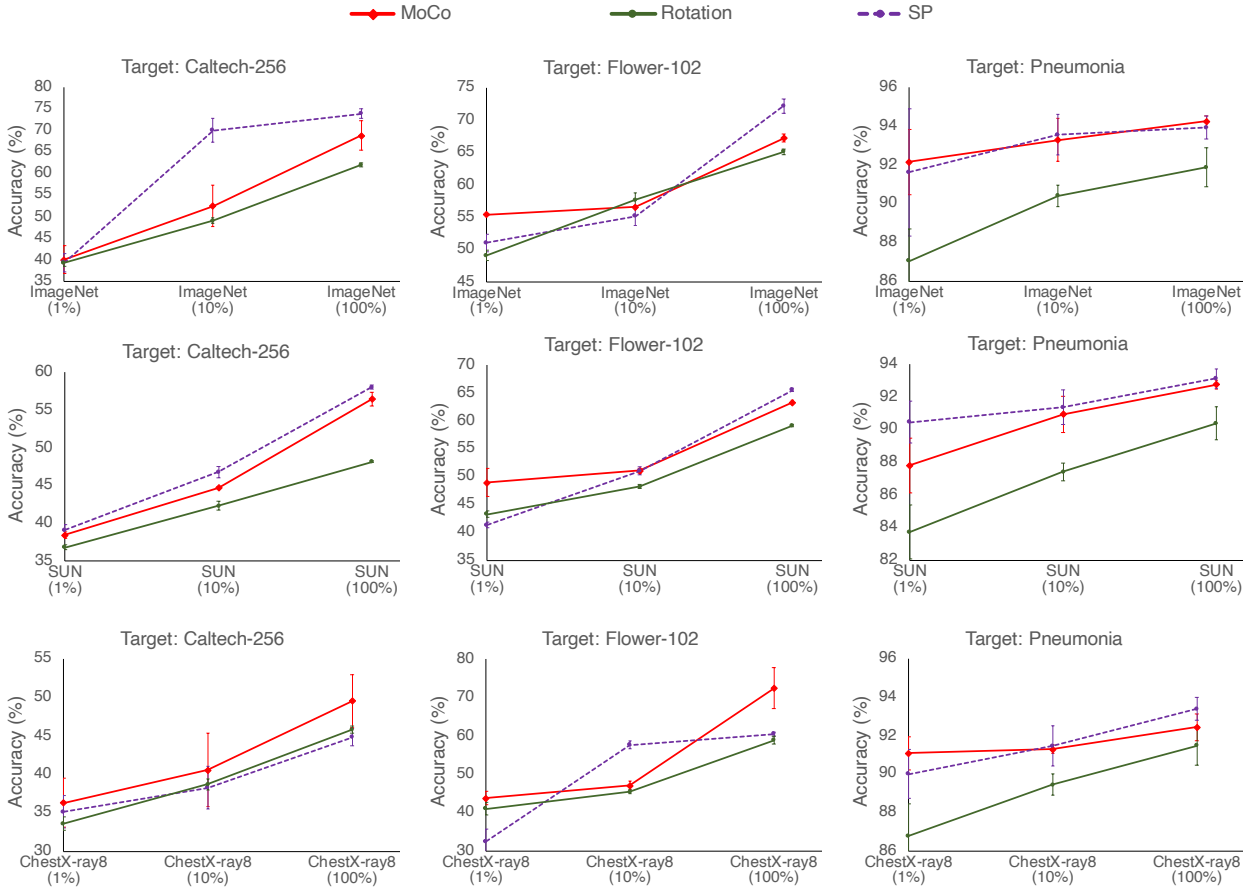 MoCo Rotation SP
Target: Caltech-256
Accuracy (%)
80
75
70
65
60
55
50
45
40
35
ImageNet ImageNet ImageNet
(1%) (10%) (100%)
Target: Flower-102
Accuracy (%)
75
70
65
60
55
50
45
ImageNet ImageNet ImageNet
(1%) (10%) (100%)
Target: Pneumonia
Accuracy (%)
96
94
92
90
88
86
ImageNet ImageNet ImageNet
(1%) (10%) (100%)
Target: Caltech-256
Accuracy (%)
60
55
50
45
40
35
SUN SUN SUN
(1%) (10%) (100%)
Target: Flower-102
Accuracy (%)
70
65
60
55
50
45
40
35
SUN SUN SUN
(1%) (10%) (100%)
Target: Pneumonia
Accuracy (%)
94
92
90
88
86
84
82
SUN SUN SUN
(1%) (10%) (100%)
Target: Caltech-256
Accuracy (%)
55
50
45
40
35
30
ChestX-ray8 ChestX-ray8 ChestX-ray8
(1%) (10%) (100%)
Target: Flower-102
Accuracy (%)
80
70
60
50
40
30
ChestX-ray8 ChestX-ray8 ChestX-ray8
(1%) (10%) (100%)
Target: Pneumonia
Accuracy (%)
96
94
92
90
88
86
ChestX-ray8 ChestX-ray8 ChestX-ray8
(1%) (10%) (100%)